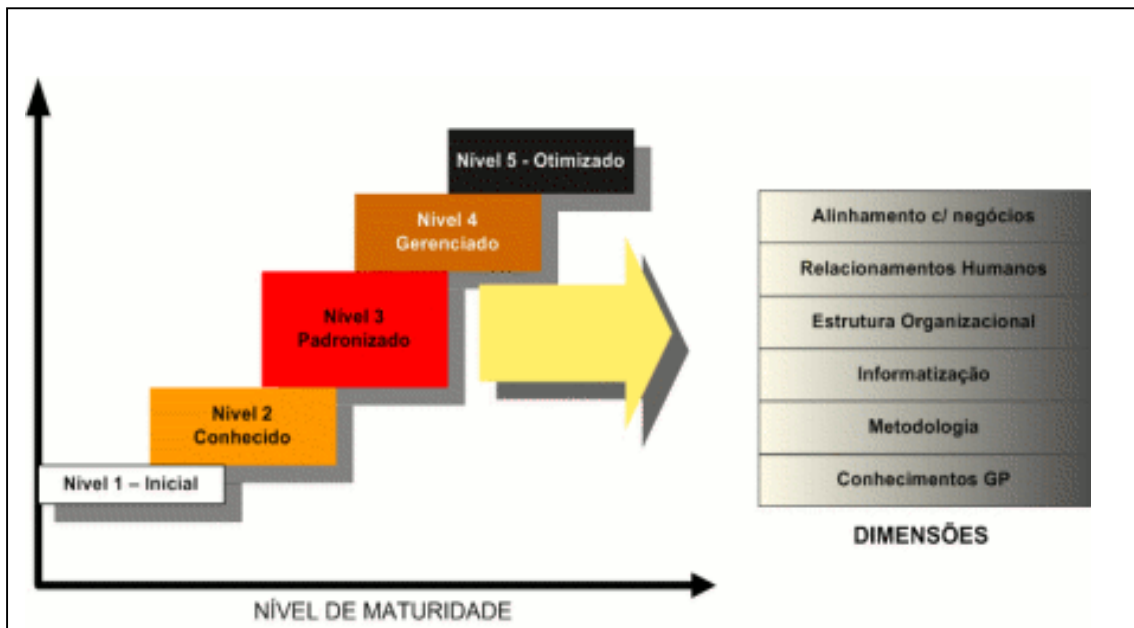 Nível 5 - Otimizado
Nível 4
Gerenciado
Nível 3
Padronizado
Nível 2
Conhecido
Nível 1 – Inicial
NÍVEL DE MATURIDADE
Alinhamento c/ negócios
Relacionamentos Humanos
Estrutura Organizacional
Informatização
Metodologia
Conhecimentos GP
DIMENSÕES